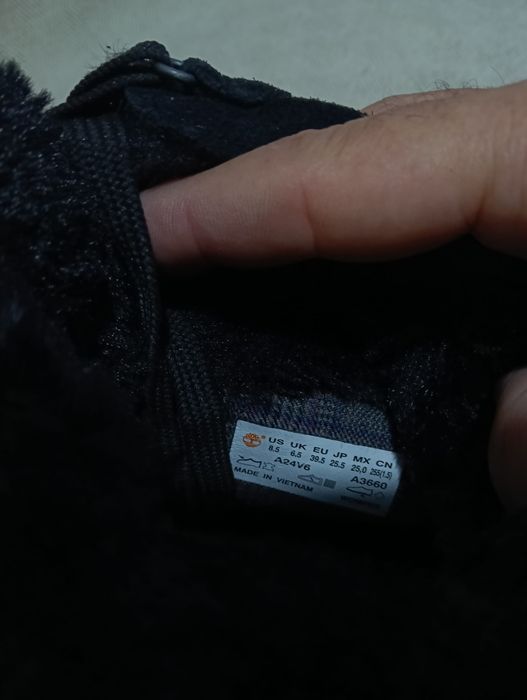 US UK EU JP MX CN
8.5 6.5 39.5 25.5 25,0 255(1.5)
A24V6 A3660
MADE IN VIETNAM